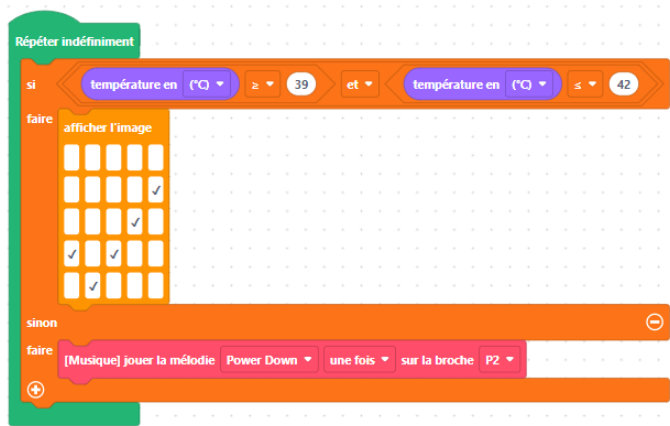 Répéter indéfiniment
si température en (°C) ≥ 39 et température en (°C) ≤ 42
faire afficher l'image
✓
✓
✓ ✓
✓
sinon
faire [Musique] jouer la mélodie Power Down une fois sur la broche P2